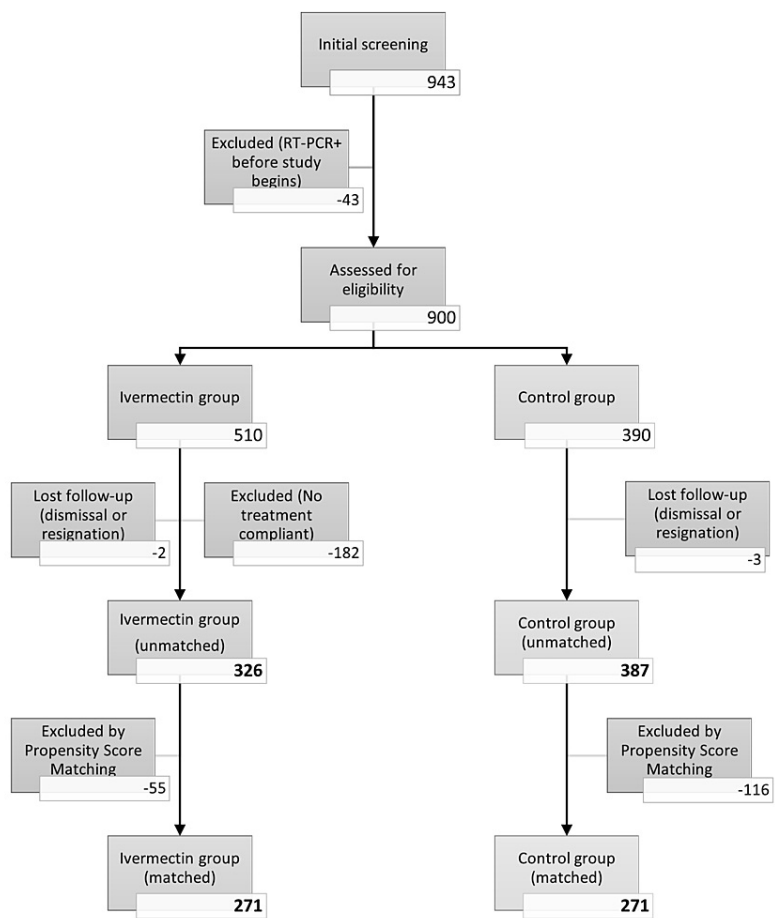 Initial screening
943
Excluded (RT-PCR+
before study
begins)
-43
Assessed for
eligibility
900
Ivermectin group
510
Control group
390
Lost follow-up
(dismissal or
resignation)
-2
Excluded (No
treatment
compliant)
-182
Lost follow-up
(dismissal or
resignation)
-3
Ivermectin group
(unmatched)
326
Control group
(unmatched)
387
Excluded by
Propensity Score
Matching
-55
Excluded by
Propensity Score
Matching
-116
Ivermectin group
(matched)
271
Control group
(matched)
271